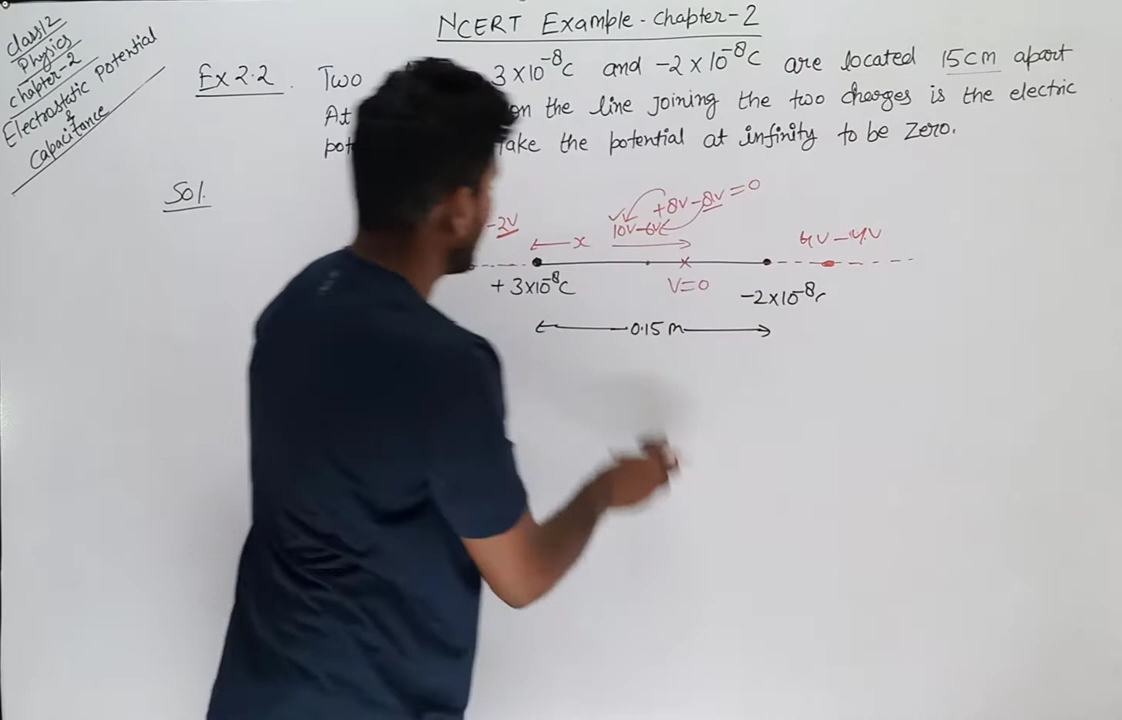 NCERT Example - chapter-2
class12
Physics
chapter-2
Electrostatic Potential
&
Capacitance
Ex 2.2. Two 3×10⁻⁸C and -2×10⁻⁸C are located 15cm apart
At on the line joining the two charges is the electric
take the potential at infinity to be zero.
Sol.
+8V-8V=0
-2V 10V-6V 4V-4V
x
V=0
+3×10⁻⁸C -2×10⁻⁸C
0.15m